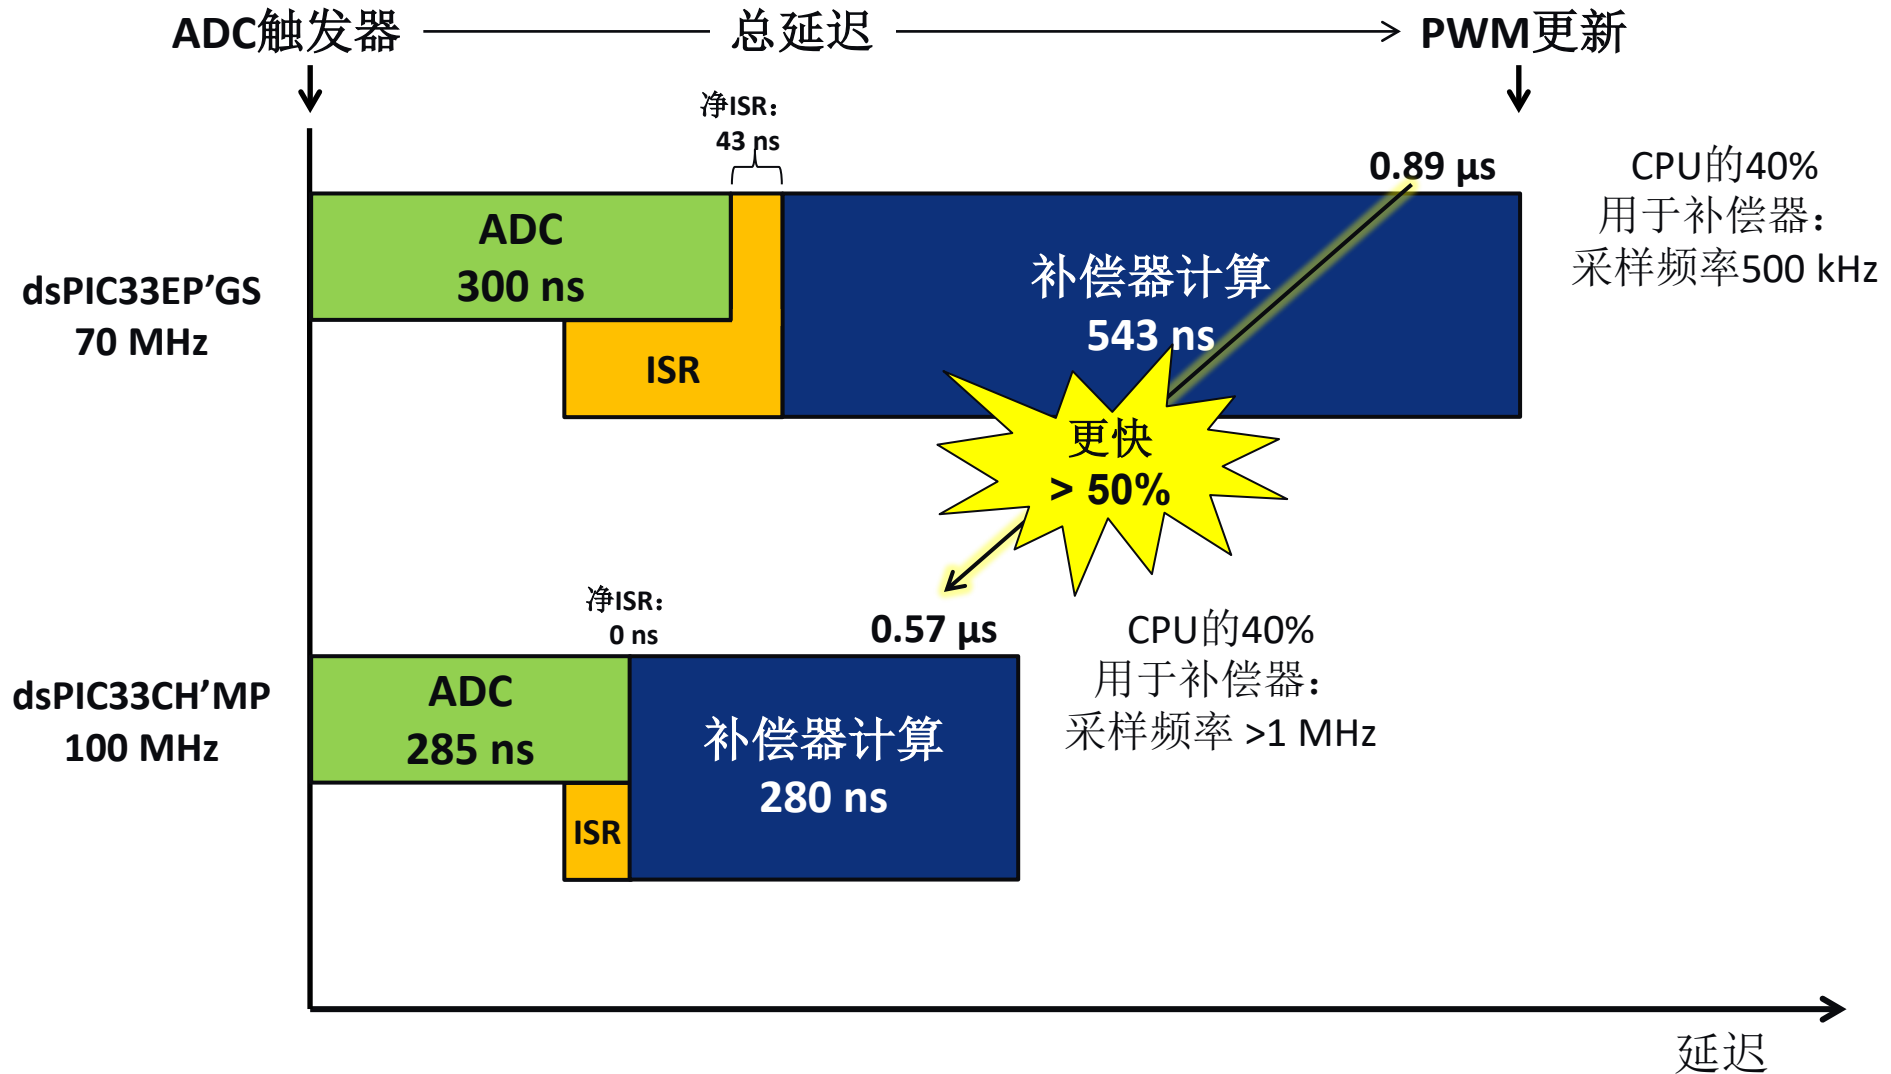 ADC触发器 总延迟 PWM更新
净ISR：
43 ns
0.89 µs
CPU的40%
用于补偿器：
采样频率500 kHz
dsPIC33EP’GS
70 MHz
ADC
300 ns
ISR
补偿器计算
543 ns
更快
> 50%
净ISR：
0 ns
0.57 µs
CPU的40%
用于补偿器：
采样频率 >1 MHz
dsPIC33CH’MP
100 MHz
ADC
285 ns
ISR
补偿器计算
280 ns
延迟